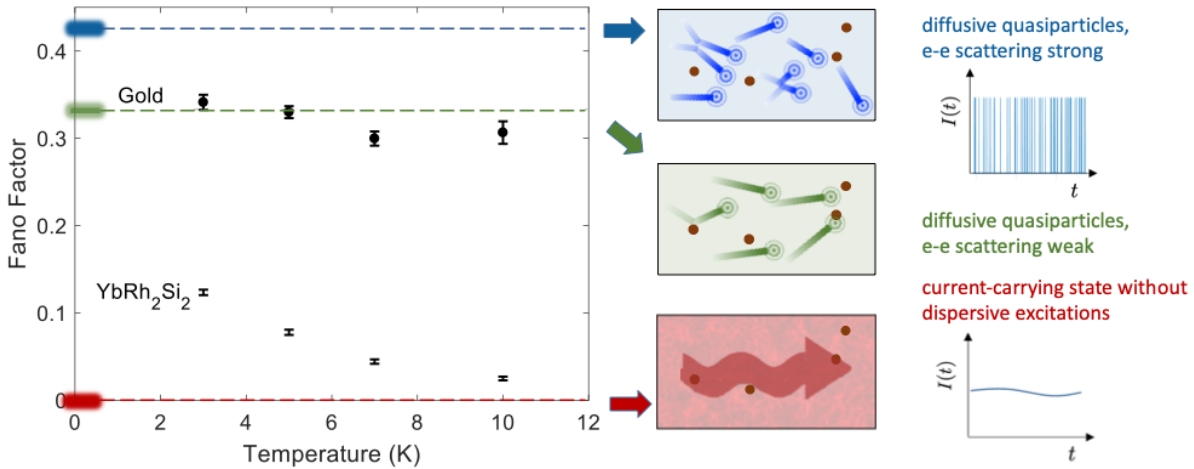 diffusive quasiparticles,
e-e scattering strong
I(t)
t
diffusive quasiparticles,
e-e scattering weak
current-carrying state without
dispersive excitations
I(t)
t
Fano Factor
0.4
0.3
0.2
0.1
0
Gold
YbRh₂Si₂
0 2 4 6 8 10 12
Temperature (K)